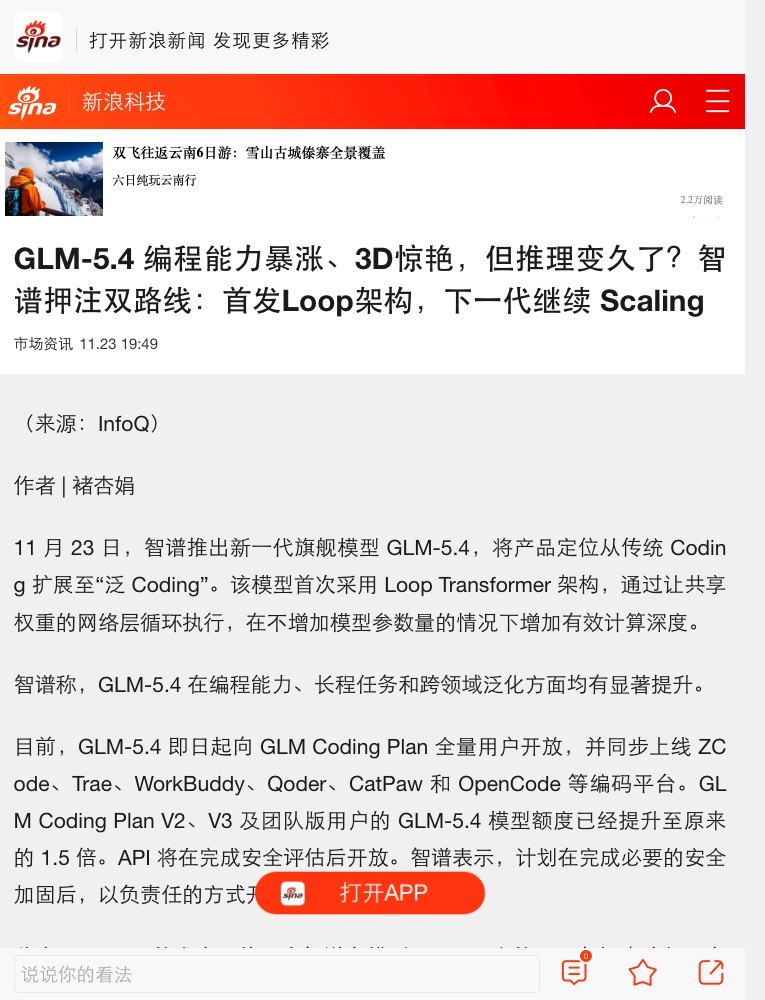 sina
打开新浪新闻 发现更多精彩
sina
新浪科技
双飞往返云南6日游：雪山古城傣寨全景覆盖
六日纯玩云南行
2.2万阅读
GLM-5.4 编程能力暴涨、3D惊艳，但推理变久了？智
谱押注双路线：首发Loop架构，下一代继续 Scaling
市场资讯 11.23 19:49
（来源：InfoQ）
作者 | 褚杏娟
11 月 23 日，智谱推出新一代旗舰模型 GLM-5.4，将产品定位从传统 Codin
g 扩展至“泛 Coding”。该模型首次采用 Loop Transformer 架构，通过让共享
权重的网络层循环执行，在不增加模型参数量的情况下增加有效计算深度。
智谱称，GLM-5.4 在编程能力、长程任务和跨领域泛化方面均有显著提升。
目前，GLM-5.4 即日起向 GLM Coding Plan 全量用户开放，并同步上线 ZC
ode、Trae、WorkBuddy、Qoder、CatPaw 和 OpenCode 等编码平台。GL
M Coding Plan V2、V3 及团队版用户的 GLM-5.4 模型额度已经提升至原来
的 1.5 倍。API 将在完成安全评估后开放。智谱表示，计划在完成必要的安全
加固后，以负责任的方式
sina
打开APP
说说你的看法
0